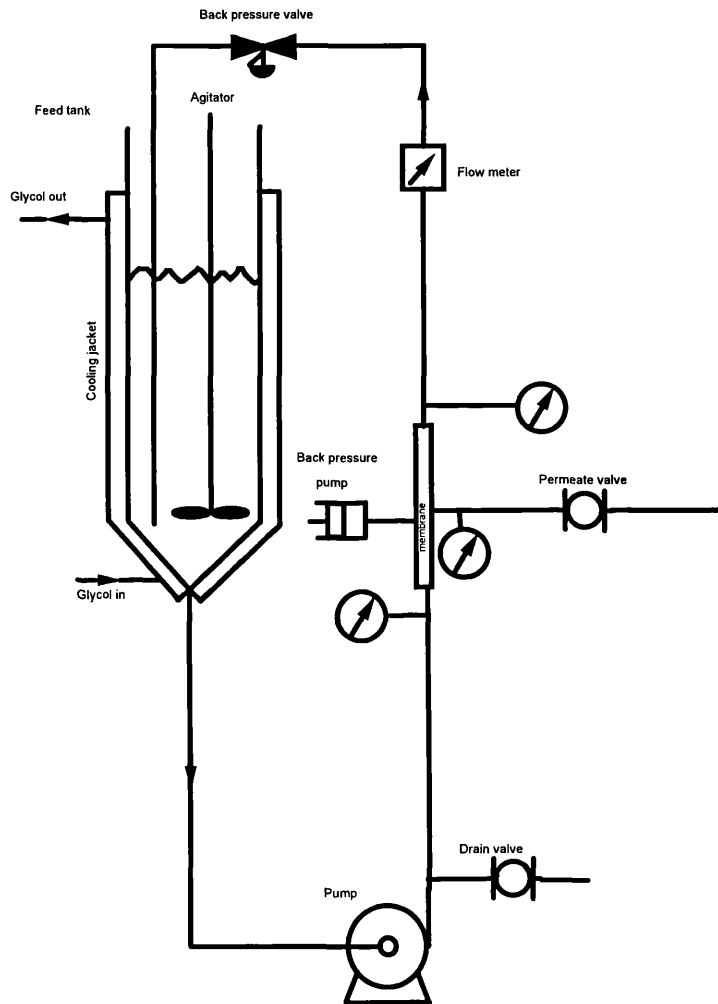 Back pressure valve
Feed tank
Agitator
Flow meter
Glycol out
Cooling jacket
Back pressure
pump
Permeate valve
membrane
Glycol in
Drain valve
Pump